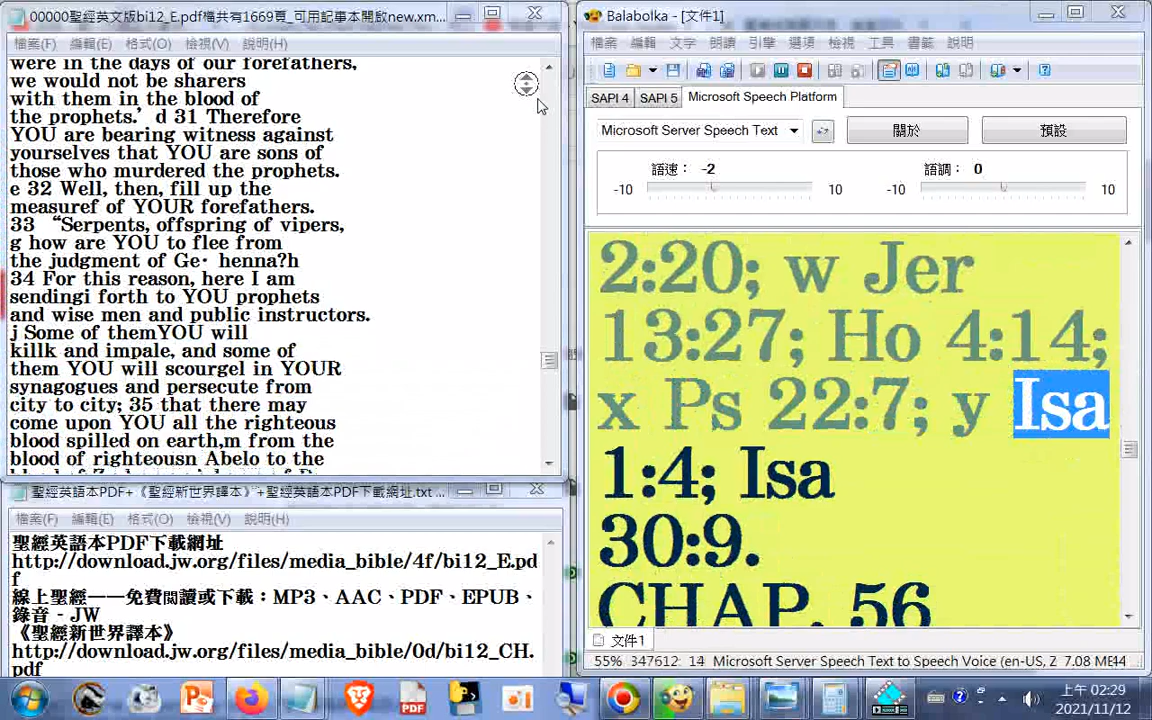 00000聖經英文版bi12_E.pdf檔共有1669頁_可用記事本開啟new.xm...
檔案(F) 編輯(E) 格式(O) 檢視(V) 說明(H)
were in the days of our forefathers,
we would not be sharers
with them in the blood of
the prophets.’ d 31 Therefore
YOU are bearing witness against
yourselves that YOU are sons of
those who murdered the prophets.
e 32 Well, then, fill up the
measuref of YOUR forefathers.
33 “Serpents, offspring of vipers,
g how are YOU to flee from
the judgment of Ge· henna?h
34 For this reason, here I am
sendingi forth to YOU prophets
and wise men and public instructors.
j Some of themYOU will
killk and impale, and some of
them YOU will scourgel in YOUR
synagogues and persecute from
city to city; 35 that there may
come upon YOU all the righteous
blood spilled on earth,m from the
blood of righteousn Abelo to the
聖經英語本PDF+《聖經新世界譯本》+聖經英語本PDF下載網址.txt ...
檔案(F) 編輯(E) 格式(O) 檢視(V) 說明(H)
聖經英語本PDF下載網址
http://download.jw.org/files/media_bible/4f/bi12_E.pd
f
線上聖經——免費閱讀或下載：MP3、AAC、PDF、EPUB、
錄音 - JW
《聖經新世界譯本》
http://download.jw.org/files/media_bible/0d/bi12_CH.
pdf
Balabolka - [文件1]
檔案 編輯 文字 朗讀 引擎 選項 檢視 工具 書籤 說明
SAPI 4 SAPI 5 Microsoft Speech Platform
Microsoft Server Speech Text 關於 預設
語速： -2 語調： 0
-10 10 -10 10
2:20; w Jer
13:27; Ho 4:14;
x Ps 22:7; y Isa
1:4; Isa
30:9.
CHAP. 56
文件1
55% 347612: 14 Microsoft Server Speech Text to Speech Voice (en-US, Z 7.08 ME44
上午 02:29
2021/11/12